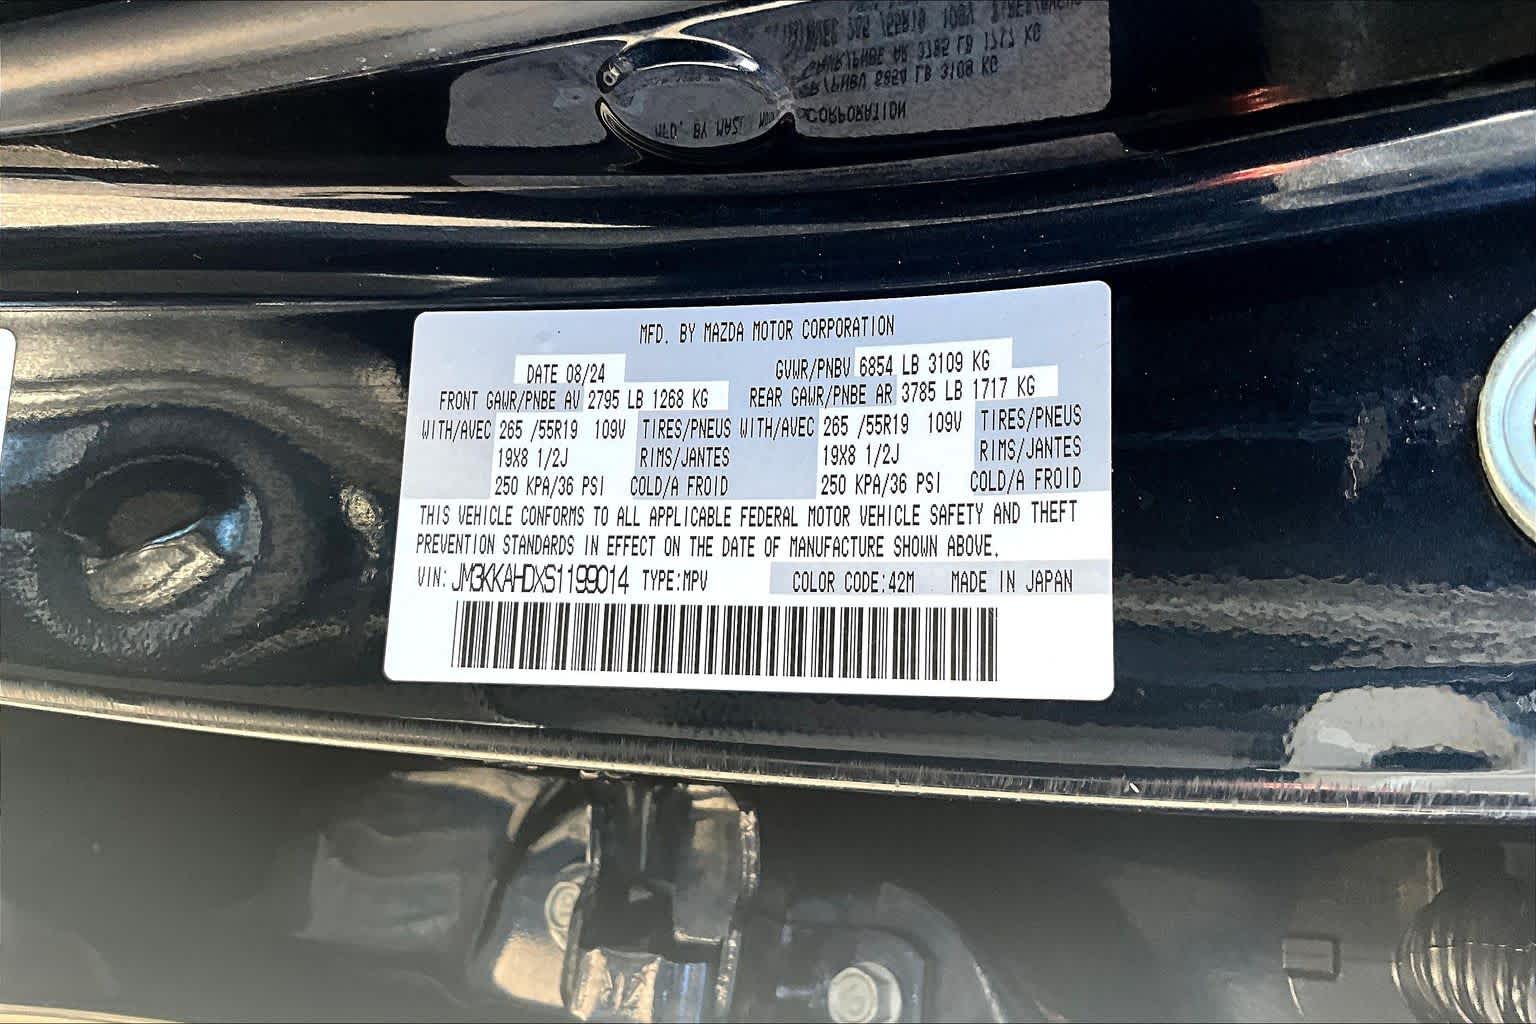 MFD. BY MAZDA MOTOR CORPORATION
DATE 08/24 GVWR/PNBV 6854 LB 3109 KG
FRONT GAWR/PNBE AV 2795 LB 1268 KG REAR GAWR/PNBE AR 3785 LB 1717 KG
WITH/AVEC 265 /55R19 109V TIRES/PNEUS WITH/AVEC 265 /55R19 109V TIRES/PNEUS
19X8 1/2J RIMS/JANTES 19X8 1/2J RIMS/JANTES
250 KPA/36 PSI COLD/A FROID 250 KPA/36 PSI COLD/A FROID
THIS VEHICLE CONFORMS TO ALL APPLICABLE FEDERAL MOTOR VEHICLE SAFETY AND THEFT
PREVENTION STANDARDS IN EFFECT ON THE DATE OF MANUFACTURE SHOWN ABOVE.
VIN: JM3KKAHDXS1199014 TYPE:MPV COLOR CODE:42M MADE IN JAPAN